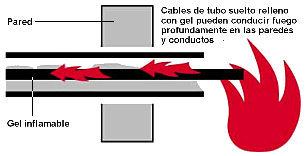 Pared
Cables de tubo suelto relleno
con gel pueden conducir fuego
profundamente en las paredes
y conductos
Gel inflamable